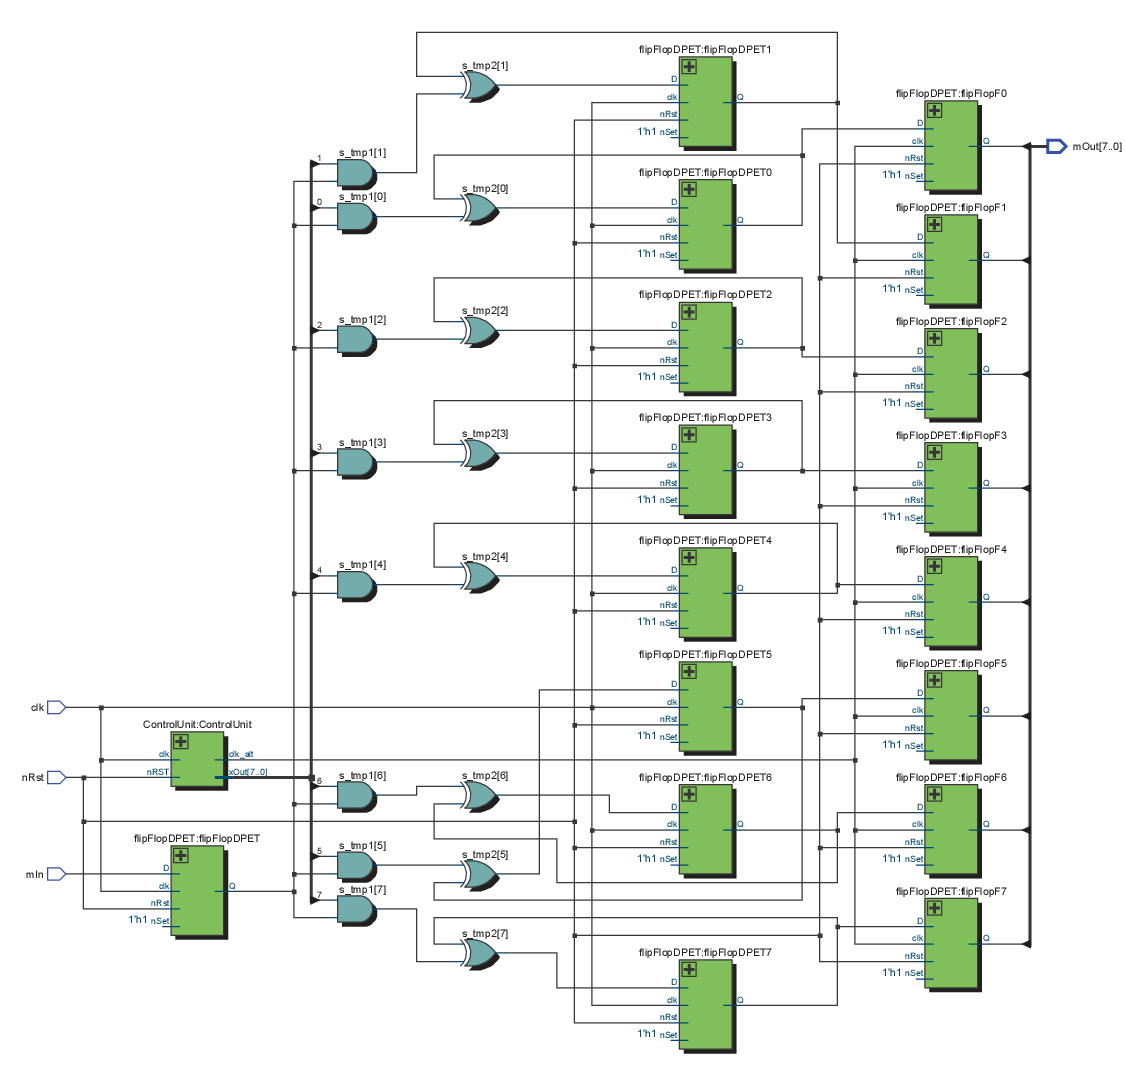 flipFlopDPET:flipFlopDPET1
s_tmp2[1]
D
clk
Q
nRst
1'h1 nSet
flipFlopDPET:flipFlopF0
D
clk
Q
nRst
1'h1 nSet
mOut[7..0]
1
s_tmp1[1]
0
s_tmp1[0]
s_tmp2[0]
flipFlopDPET:flipFlopDPET0
D
clk
Q
nRst
1'h1 nSet
flipFlopDPET:flipFlopF1
D
clk
Q
nRst
1'h1 nSet
2
s_tmp1[2]
s_tmp2[2]
flipFlopDPET:flipFlopDPET2
D
clk
Q
nRst
1'h1 nSet
flipFlopDPET:flipFlopF2
D
clk
Q
nRst
1'h1 nSet
3
s_tmp1[3]
s_tmp2[3]
flipFlopDPET:flipFlopDPET3
D
clk
Q
nRst
1'h1 nSet
flipFlopDPET:flipFlopF3
D
clk
Q
nRst
1'h1 nSet
4
s_tmp1[4]
s_tmp2[4]
flipFlopDPET:flipFlopDPET4
D
clk
Q
nRst
1'h1 nSet
flipFlopDPET:flipFlopF4
D
clk
Q
nRst
1'h1 nSet
flipFlopDPET:flipFlopDPET5
D
clk
Q
nRst
1'h1 nSet
flipFlopDPET:flipFlopF5
D
clk
Q
nRst
1'h1 nSet
clk
nRst
mIn
ControlUnit:ControlUnit
clk
clk_alt
nRST
xOut[7..0]
6
s_tmp1[6]
s_tmp2[6]
flipFlopDPET:flipFlopDPET6
D
clk
Q
nRst
1'h1 nSet
flipFlopDPET:flipFlopF6
D
clk
Q
nRst
1'h1 nSet
flipFlopDPET:flipFlopDPET
D
clk
Q
nRst
1'h1 nSet
5
s_tmp1[5]
s_tmp2[5]
7
s_tmp1[7]
s_tmp2[7]
flipFlopDPET:flipFlopDPET7
D
clk
Q
nRst
1'h1 nSet
flipFlopDPET:flipFlopF7
D
clk
Q
nRst
1'h1 nSet